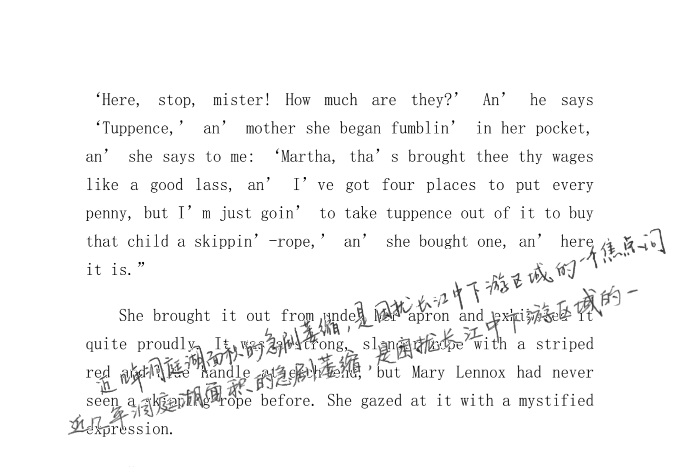 ‘Here, stop, mister! How much are they?’ An’ he says
‘Tuppence,’ an’ mother she began fumblin’ in her pocket,
an’ she says to me: ‘Martha, tha’s brought thee thy wages
like a good lass, an’ I’ve got four places to put every
penny, but I’m just goin’ to take tuppence out of it to buy
that child a skippin’-rope,’ an’ she bought one, an’ here
it is.”
She brought it out from under her apron and exhibited it
quite proudly. It was a strong, slender rope with a striped
red and blue handle at each end, but Mary Lennox had never
seen a skipping-rope before. She gazed at it with a mystified
expression.
近几年洞庭湖面积的急剧萎缩，是困扰长江中下游区域的一个焦点问
近几年洞庭湖面积的急剧萎缩，是困扰长江中下游区域的一